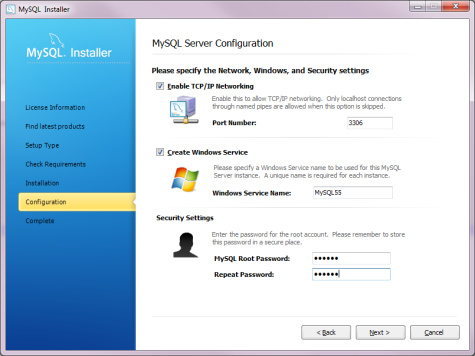 MySQL Installer
MySQL. Installer
License Information
Find latest products
Setup Type
Check Requirements
Installation
Configuration
Complete
MySQL Server Configuration
Please specify the Network, Windows, and Security settings
Enable TCP/IP Networking
Enable this to allow TCP/IP networking. Only localhost connections
through named pipes are allowed when this option is skipped.
Port Number: 3306
Create Windows Service
Please specify a Windows Service name to be used for this MySQL
Server instance. A unique name is required for each instance.
Windows Service Name: MySQL55
Security Settings
Enter the password for the root account. Please remember to store
this password in a secure place.
MySQL Root Password: ••••••
Repeat Password: ••••••
< Back
Next >
Cancel